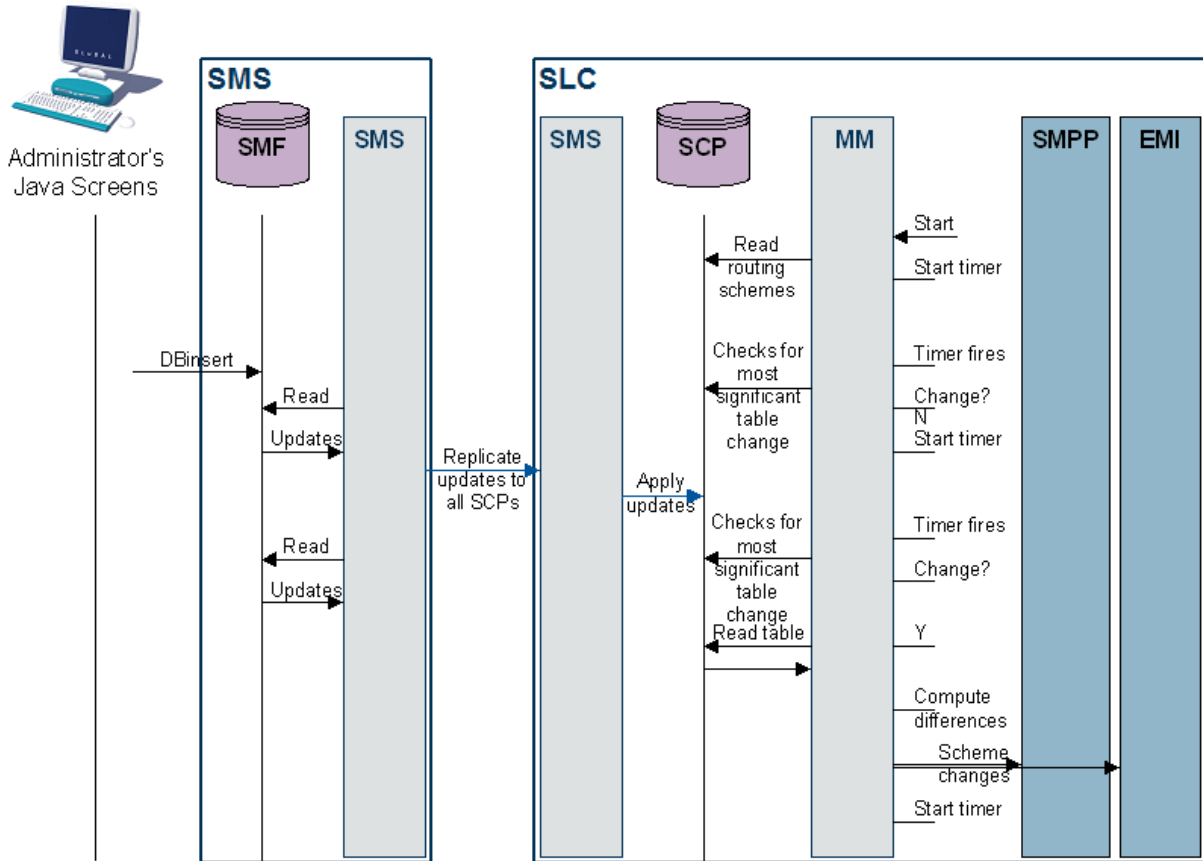 SMS
SLC
SMF
SMS
SMS
SCP
MM
SMPP
EMI
Administrator's
Java Screens
Start
Read
routing
schemes
Start timer
DBinsert
Checks for
most
significant
table
change
Timer fires
Read
Change?
N
Updates
Start timer
Replicate
updates to
all SCPs
Apply
updates
Checks for
most
significant
table
change
Timer fires
Read
Change?
Updates
Read table
Y
Compute
differences
Scheme
changes
Start timer